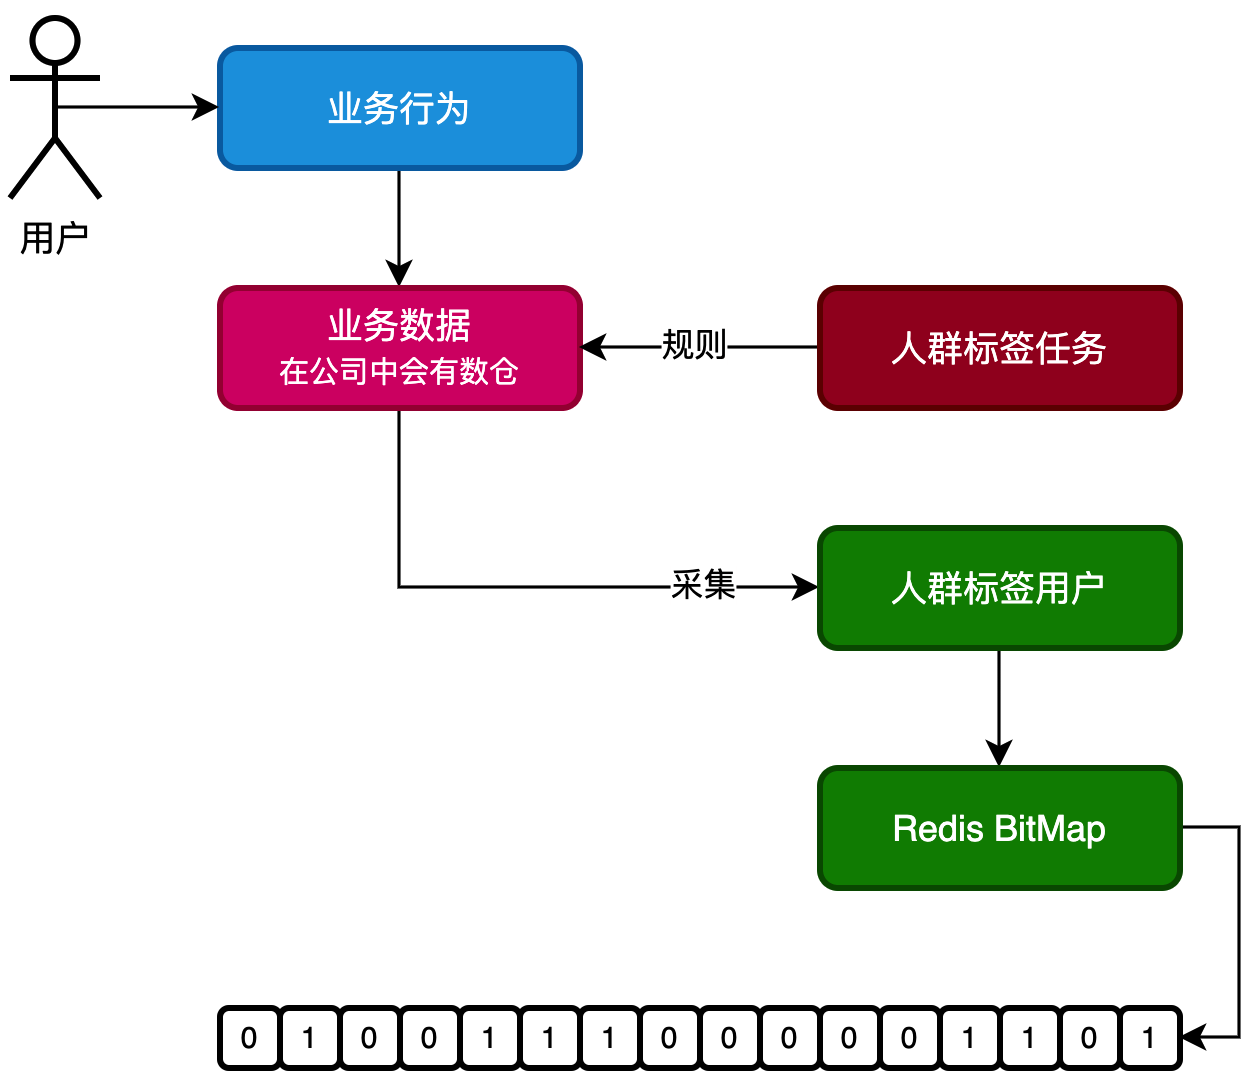 业务行为
用户
业务数据
在公司中会有数仓
规则
人群标签任务
采集
人群标签用户
Redis BitMap
0 1 0 0 1 1 1 0 0 0 0 0 1 1 0 1